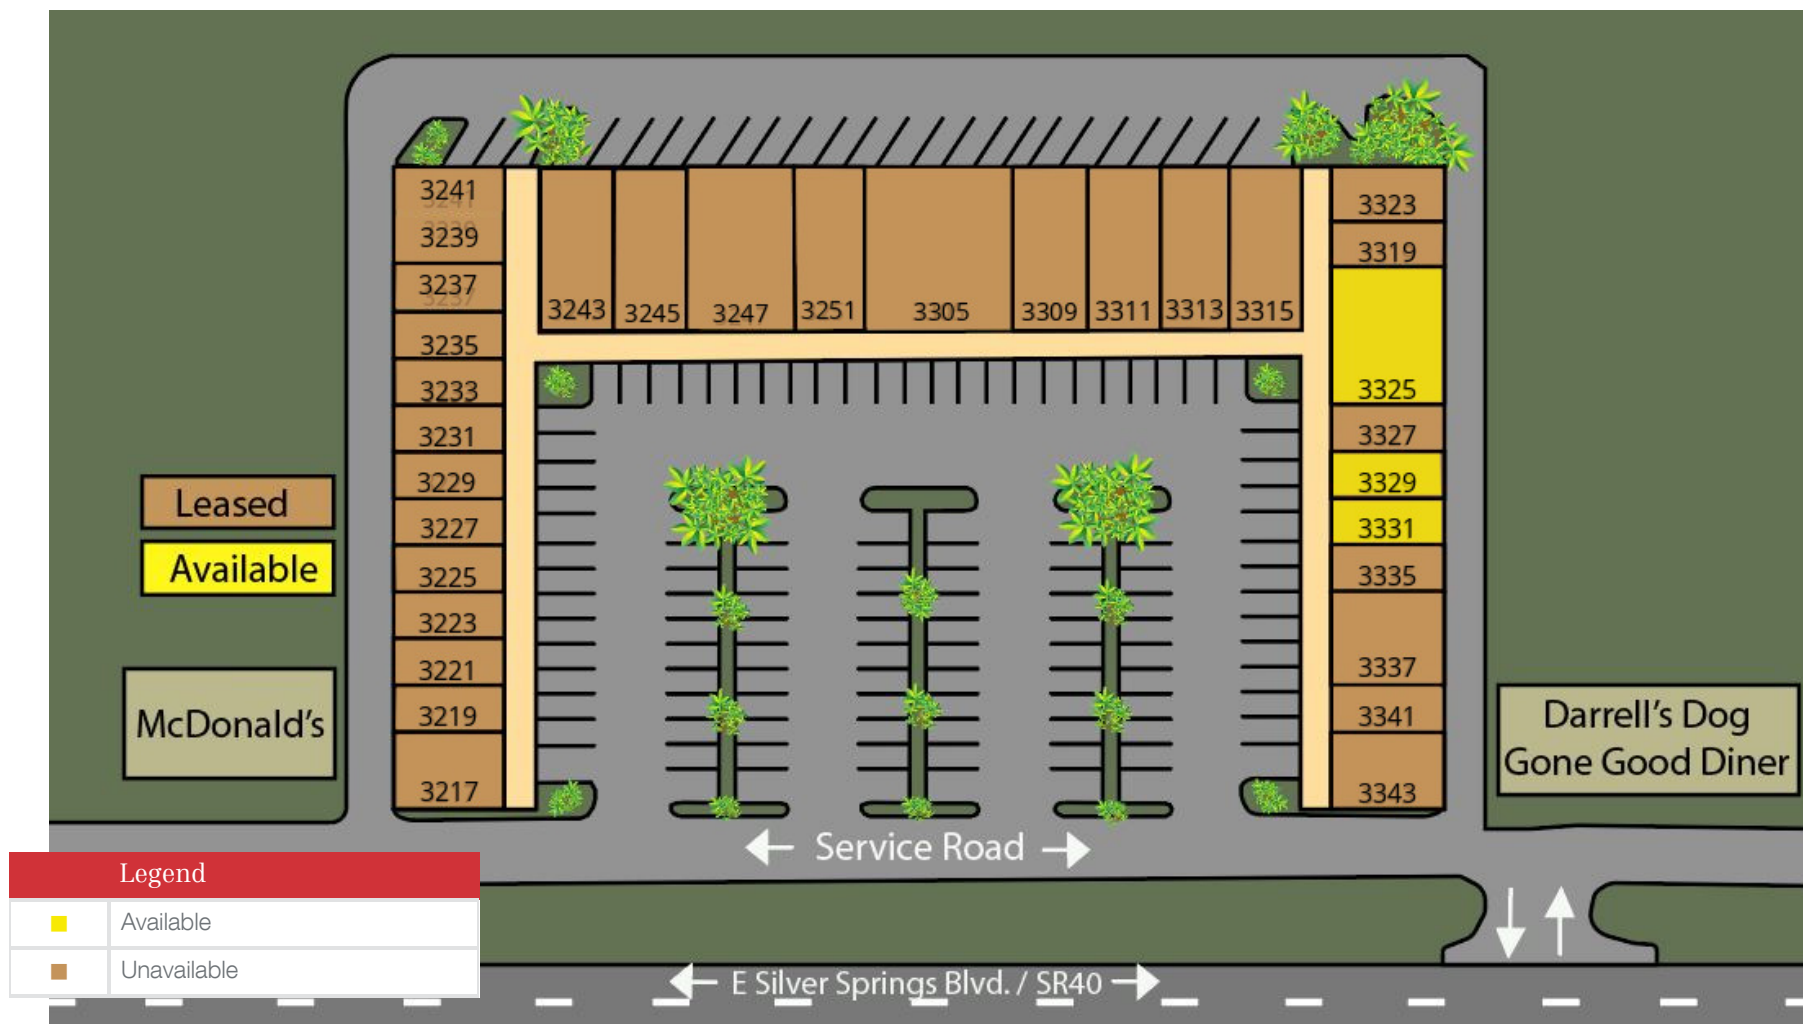 3241
3239
3237
3235
3233
3231
3229
3227
3225
3223
3221
3219
3217
3243 3245 3247 3251 3305 3309 3311 3313 3315
3323
3319
3325
3327
3329
3331
3335
3337
3341
3343
Leased
Available
McDonald's
Darrell's Dog
Gone Good Diner
Service Road
Legend
Available
Unavailable
E Silver Springs Blvd. / SR40